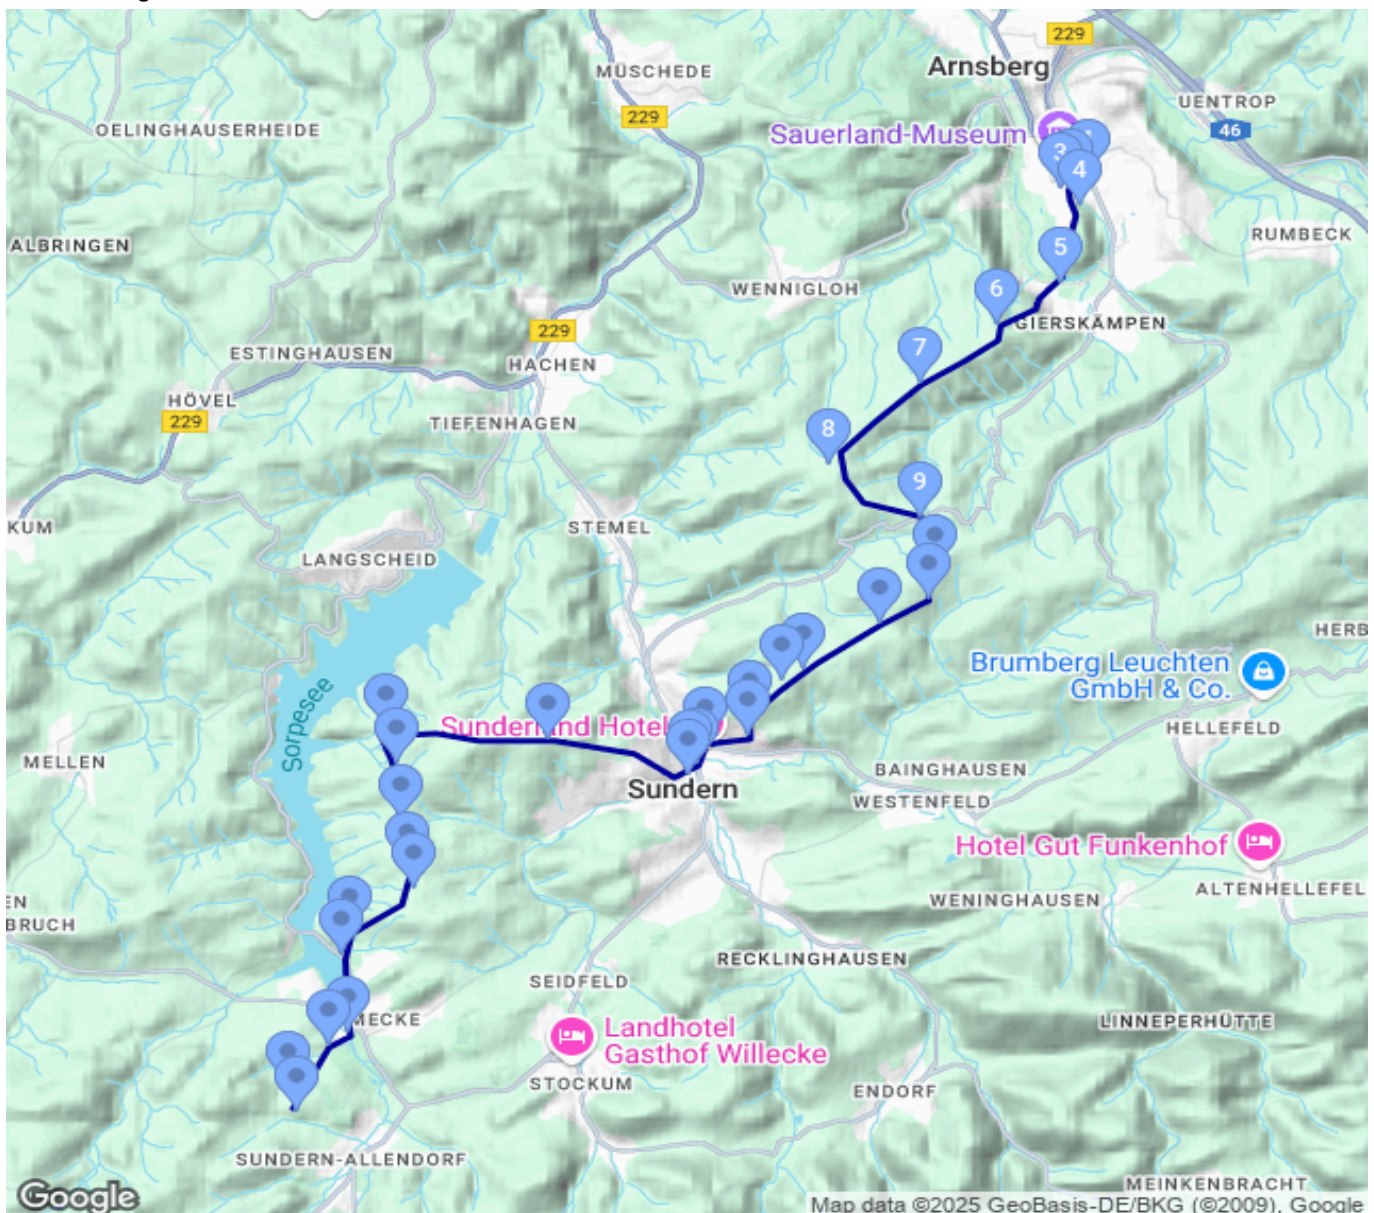 229
Arnsberg
MÜSCHEDE
UENTROP
229
OELINGHAUSERHEIDE
46
Sauerland-Museum
3
4
RUMBECK
ALBRINGEN
5
WENNIGLOH
6
GIERSKÄMPEN
229
ESTINGHAUSEN
7
HACHEN
HÖVEL
229
TIEFENHAGEN
8
9
KUM
STEMEL
LANGSCHEID
HERB
Brumberg Leuchten
GmbH & Co.
Sorpesee
Sunderland Hotel
HELLEFELD
MELLEN
BAINGHAUSEN
Sundern
WESTENFELD
Hotel Gut Funkenhof
ALTENHELLEFEL
EN
BRUCH
WENINGHAUSEN
RECKLINGHAUSEN
SEIDFELD
MECKE
LINNEPERHÜTTE
Landhotel
Gasthof Willecke
STOCKUM
ENDORF
SUNDERN-ALLENDORF
MEINKENBRACHT
Google
Map data ©2025 GeoBasis-DE/BKG (©2009), Google